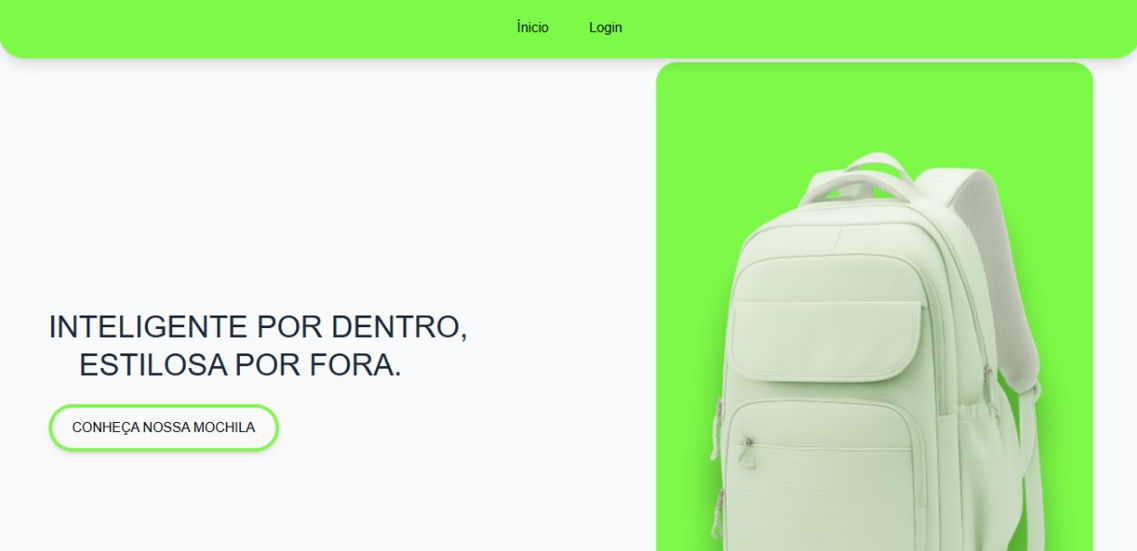 Ínicio
Login
INTELIGENTE POR DENTRO,
ESTILOSA POR FORA.
CONHEÇA NOSSA MOCHILA